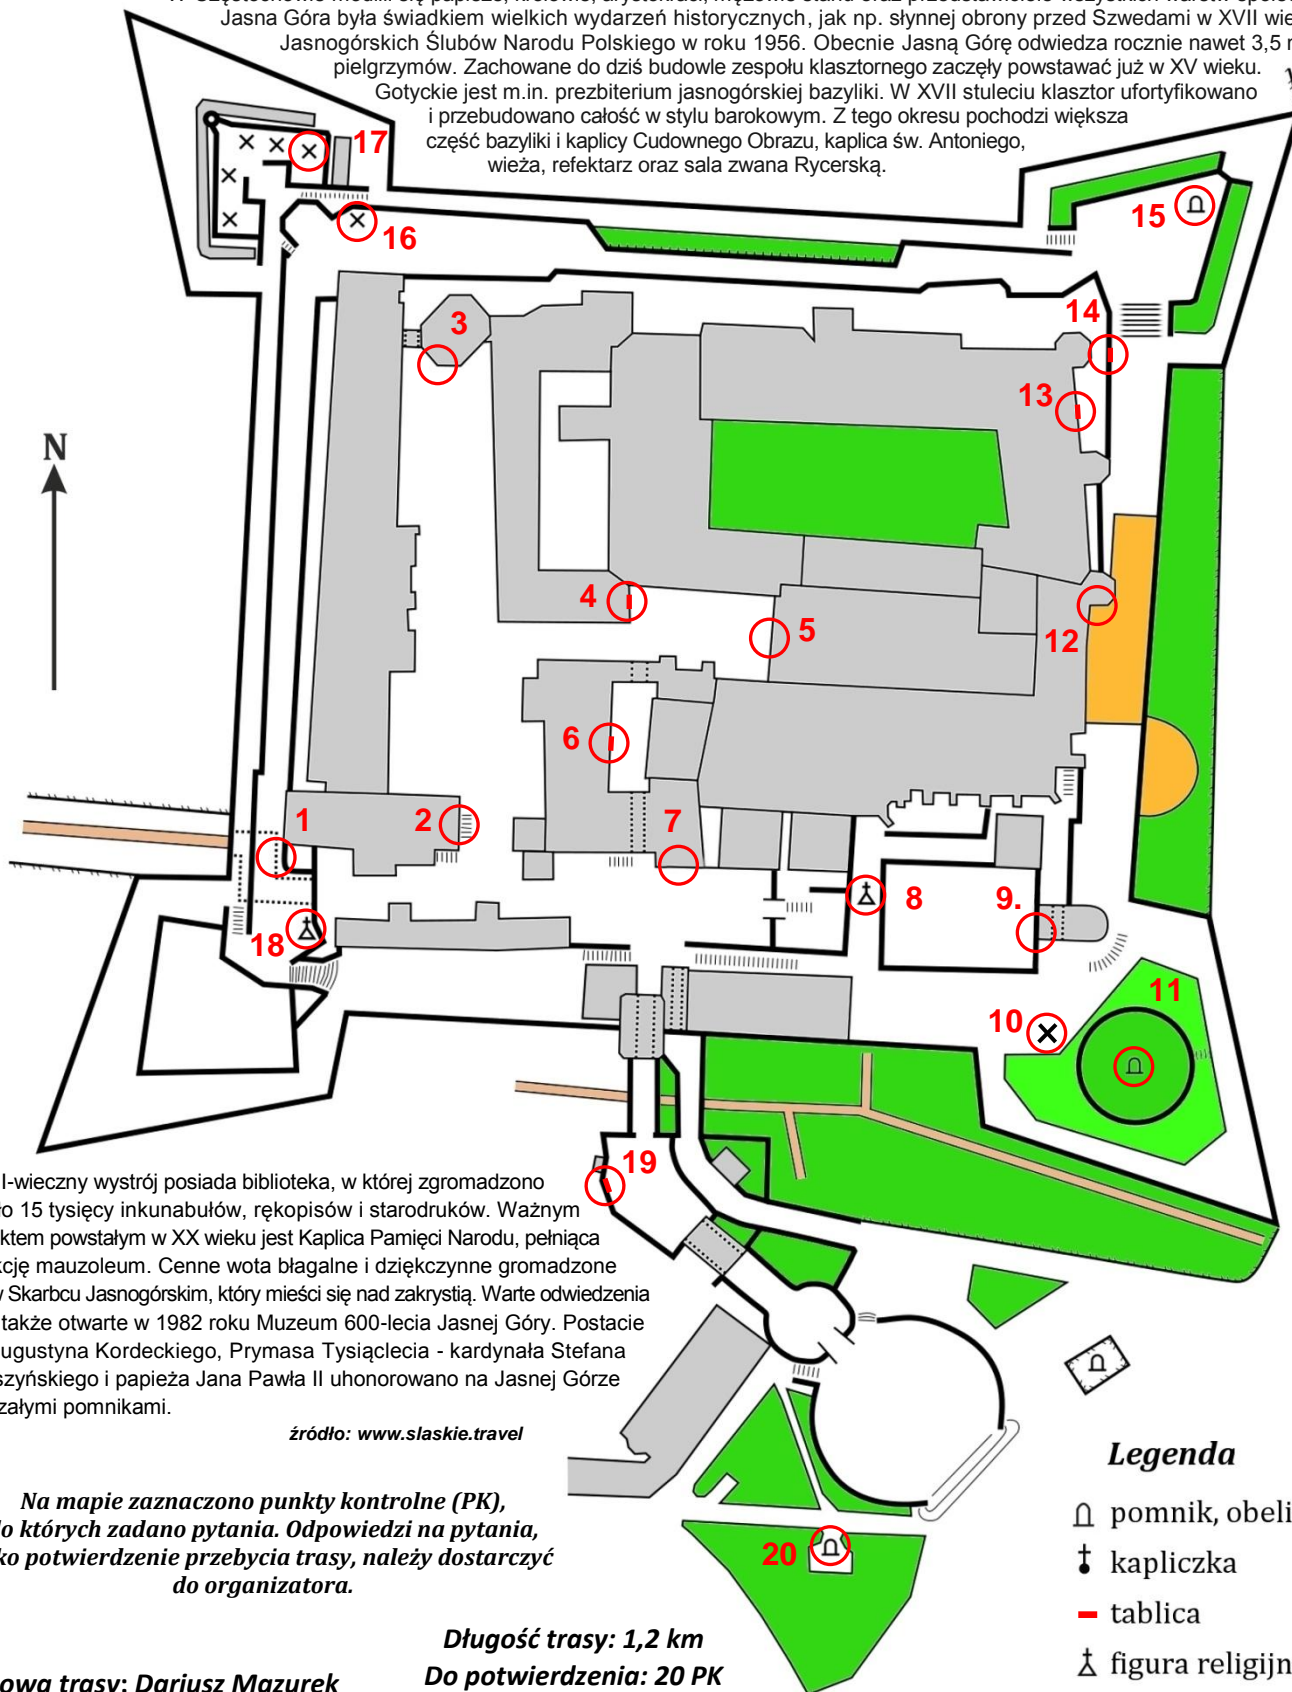 Jasna Góra była świadkiem wielkich wydarzeń historycznych, jak np. słynnej obrony przed Szwedami w XVII wie
Jasnogórskich Ślubów Narodu Polskiego w roku 1956. Obecnie Jasną Górę odwiedza rocznie nawet 3,5 m
pielgrzymów. Zachowane do dziś budowle zespołu klasztornego zaczęły powstawać już w XV wieku.
Gotyckie jest m.in. prezbiterium jasnogórskiej bazyliki. W XVII stuleciu klasztor ufortyfikowano
i przebudowano całość w stylu barokowym. Z tego okresu pochodzi większa
część bazyliki i kaplicy Cudownego Obrazu, kaplica św. Antoniego,
wieża, refektarz oraz sala zwana Rycerską.
17
16
15
3
14
13
N
4
5
12
6
1
2
7
8
9.
18
11
10
19
I-wieczny wystrój posiada biblioteka, w której zgromadzono
o 15 tysięcy inkunabułów, rękopisów i starodruków. Ważnym
ktem powstałym w XX wieku jest Kaplica Pamięci Narodu, pełniąca
kcję mauzoleum. Cenne wota błagalne i dziękczynne gromadzone
w Skarbcu Jasnogórskim, który mieści się nad zakrystią. Warte odwiedzenia
także otwarte w 1982 roku Muzeum 600-lecia Jasnej Góry. Postacie
ugustyna Kordeckiego, Prymasa Tysiąclecia - kardynała Stefana
szyńskiego i papieża Jana Pawła II uhonorowano na Jasnej Górze
załymi pomnikami.
źródło: www.slaskie.travel
Na mapie zaznaczono punkty kontrolne (PK),
do których zadano pytania. Odpowiedzi na pytania,
ko potwierdzenie przebycia trasy, należy dostarczyć
do organizatora.
20
Długość trasy: 1,2 km
Do potwierdzenia: 20 PK
owa trasy: Dariusz Mazurek
Legenda
pomnik, obeli
kapliczka
tablica
figura religijn